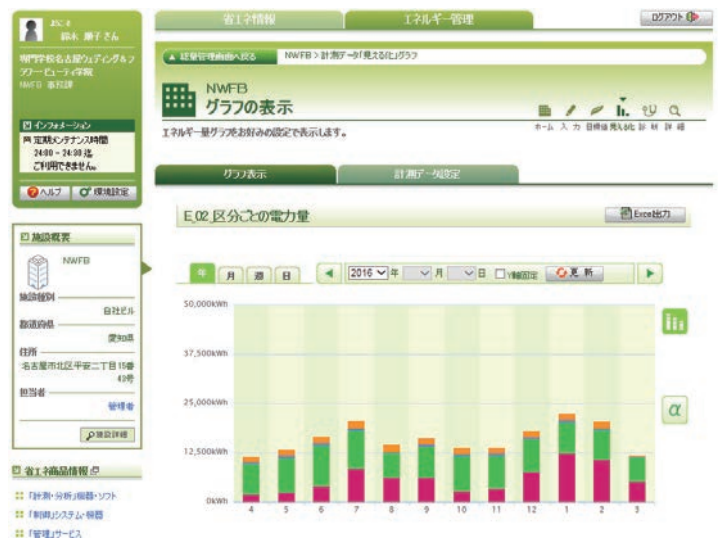 ようこそ
鈴木 順子さん
専門学校名古屋ウェディング&フ
ラワー・ビューティ学院
NWFB 事務課
インフォメーション
定期メンテナンス時間
24:00 ~ 24:30 迄
ご利用できません。
ヘルプ
環境設定
省エネ情報
エネルギー管理
ログアウト
建築管理画面へ戻る
NWFB > 計測データ「見える化」グラフ
NWFB
グラフの表示
エネルギー量グラフをお好みの設定で表示します。
ホーム 入力 目標値 見える化 診断 詳細
グラフ表示
計測データ設定
E_02_区分ごとの電力量
Excel出力
施設概要
NWFB
施設種別
自社ビル
都道府県
愛知県
住所
名古屋市北区平安二丁目15番
43号
担当者
管理者
施設詳細
省エネ商品情報
「計測・分析」機器・ソフト
「制御」システム・機器
「管理」サービス
年 月 週 日
2016 年 月 日 Y軸固定 更新
50,000kWh
37,500kWh
25,000kWh
12,500kWh
0kWh
4 5 6 7 8 9 10 11 12 1 2 3
α